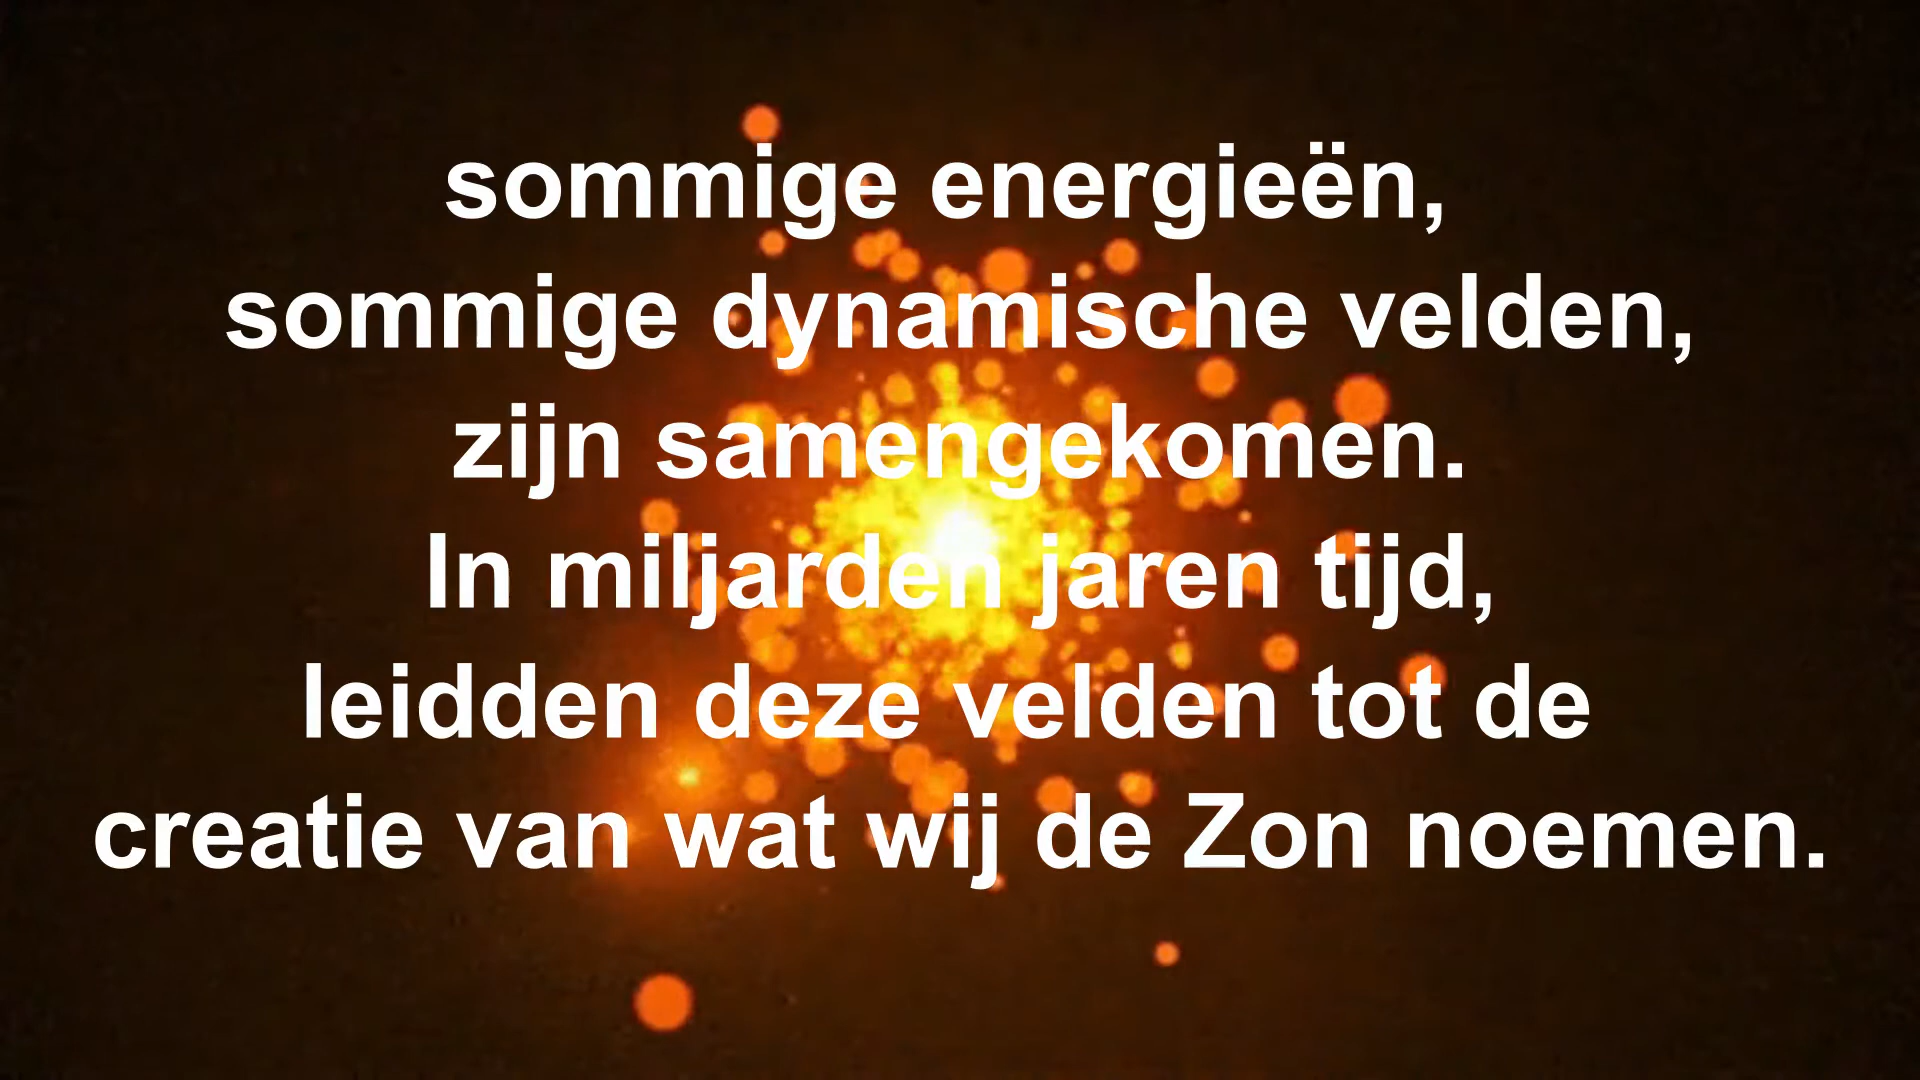 sommige energieën,
sommige dynamische velden,
zijn samengekomen.
In miljarden jaren tijd,
leidden deze velden tot de
creatie van wat wij de Zon noemen.